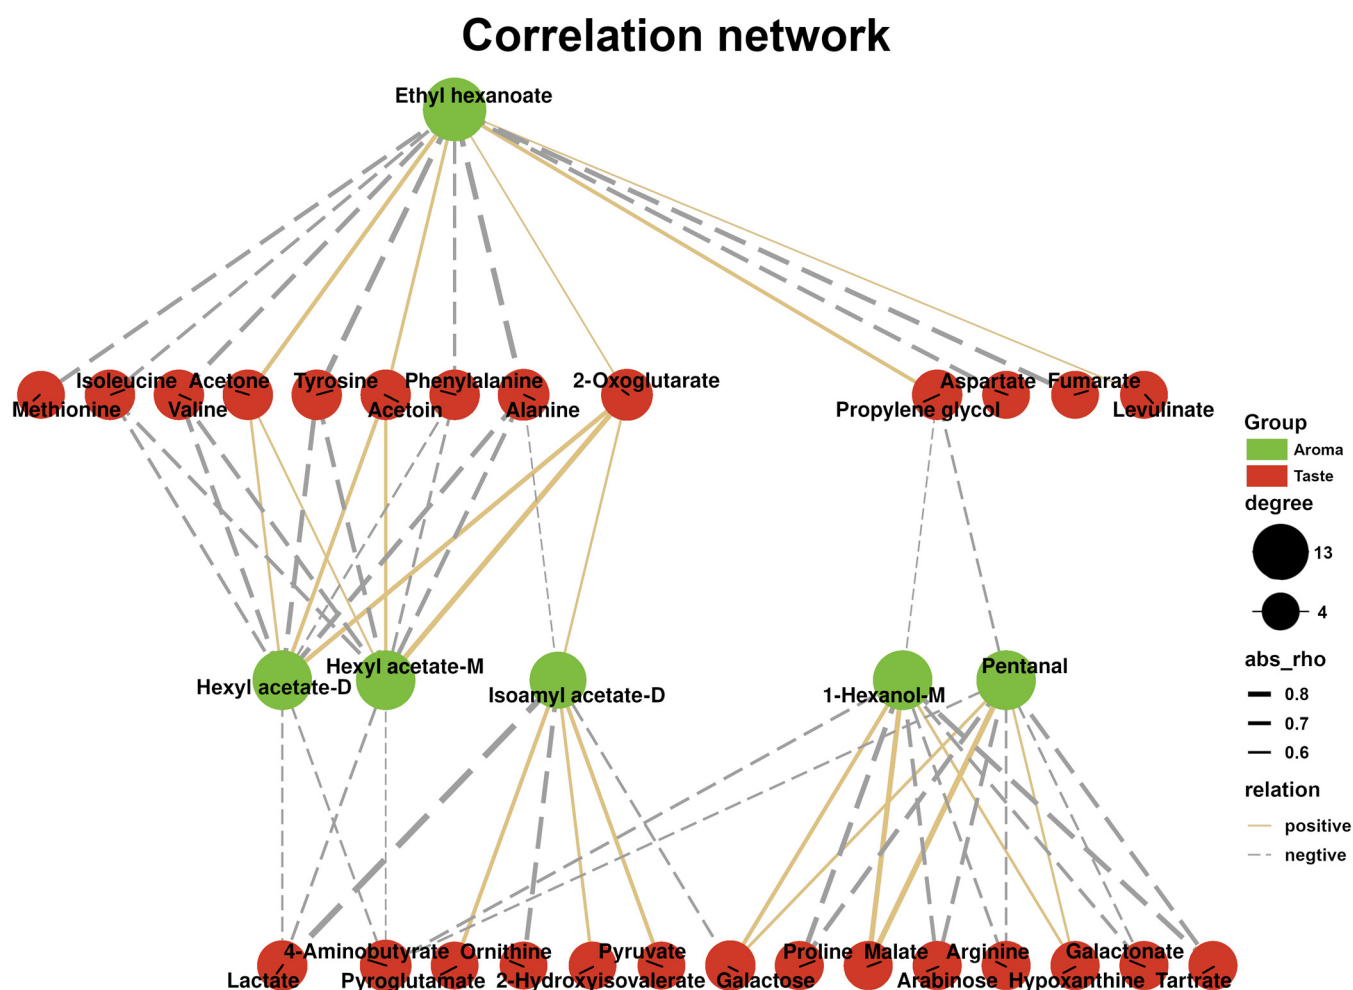 Correlation network
Ethyl hexanoate
Isoleucine Acetone Tyrosine Phenylalanine 2-Oxoglutarate Aspartate Fumarate
Methionine Valine Acetoin Alanine Propylene glycol Levulinate
Group
Aroma
Taste
degree
13
4
Hexyl acetate-M Pentanal
Hexyl acetate-D Isoamyl acetate-D 1-Hexanol-M
abs_rho
0.8
0.7
0.6
relation
positive
negtive
4-Aminobutyrate Ornithine Pyruvate Proline Malate Arginine Galactonate
Lactate Pyroglutamate 2-Hydroxyisovalerate Galactose Arabinose Hypoxanthine Tartrate